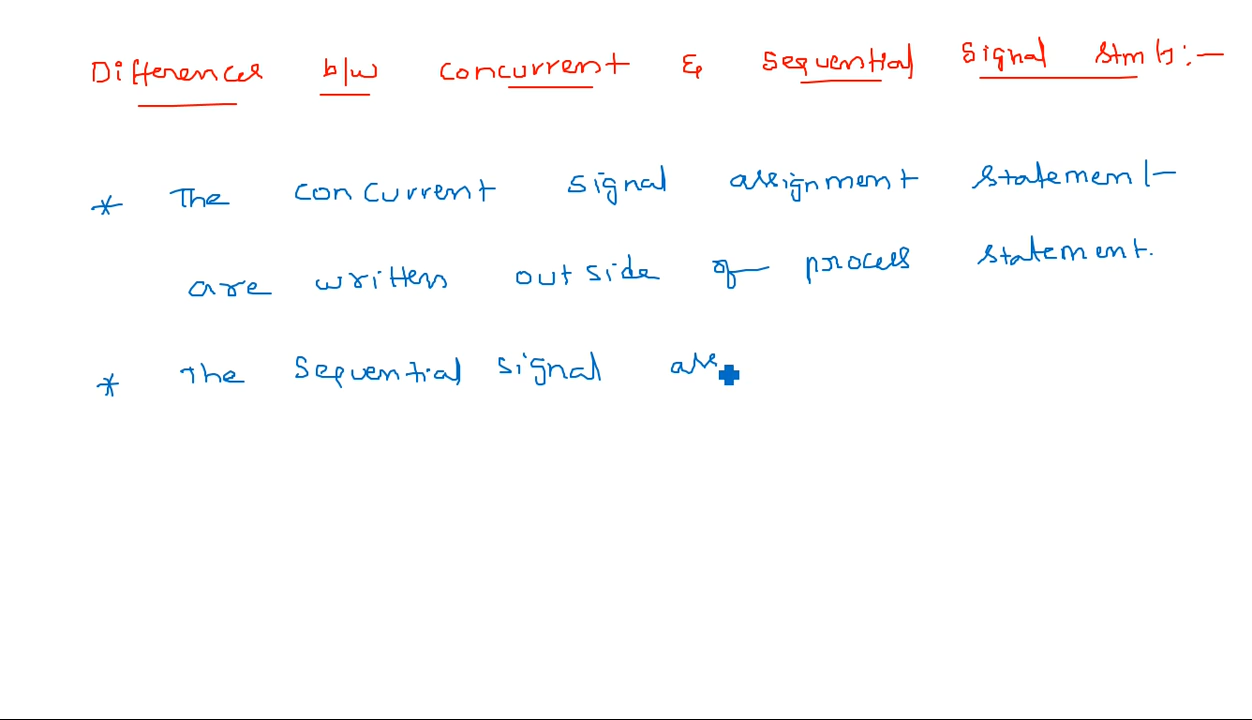 Differences b/w concurrent & sequential signal stmts:-
* The concurrent signal assignment statement
are written outside of process statement.
* The sequential signal ass